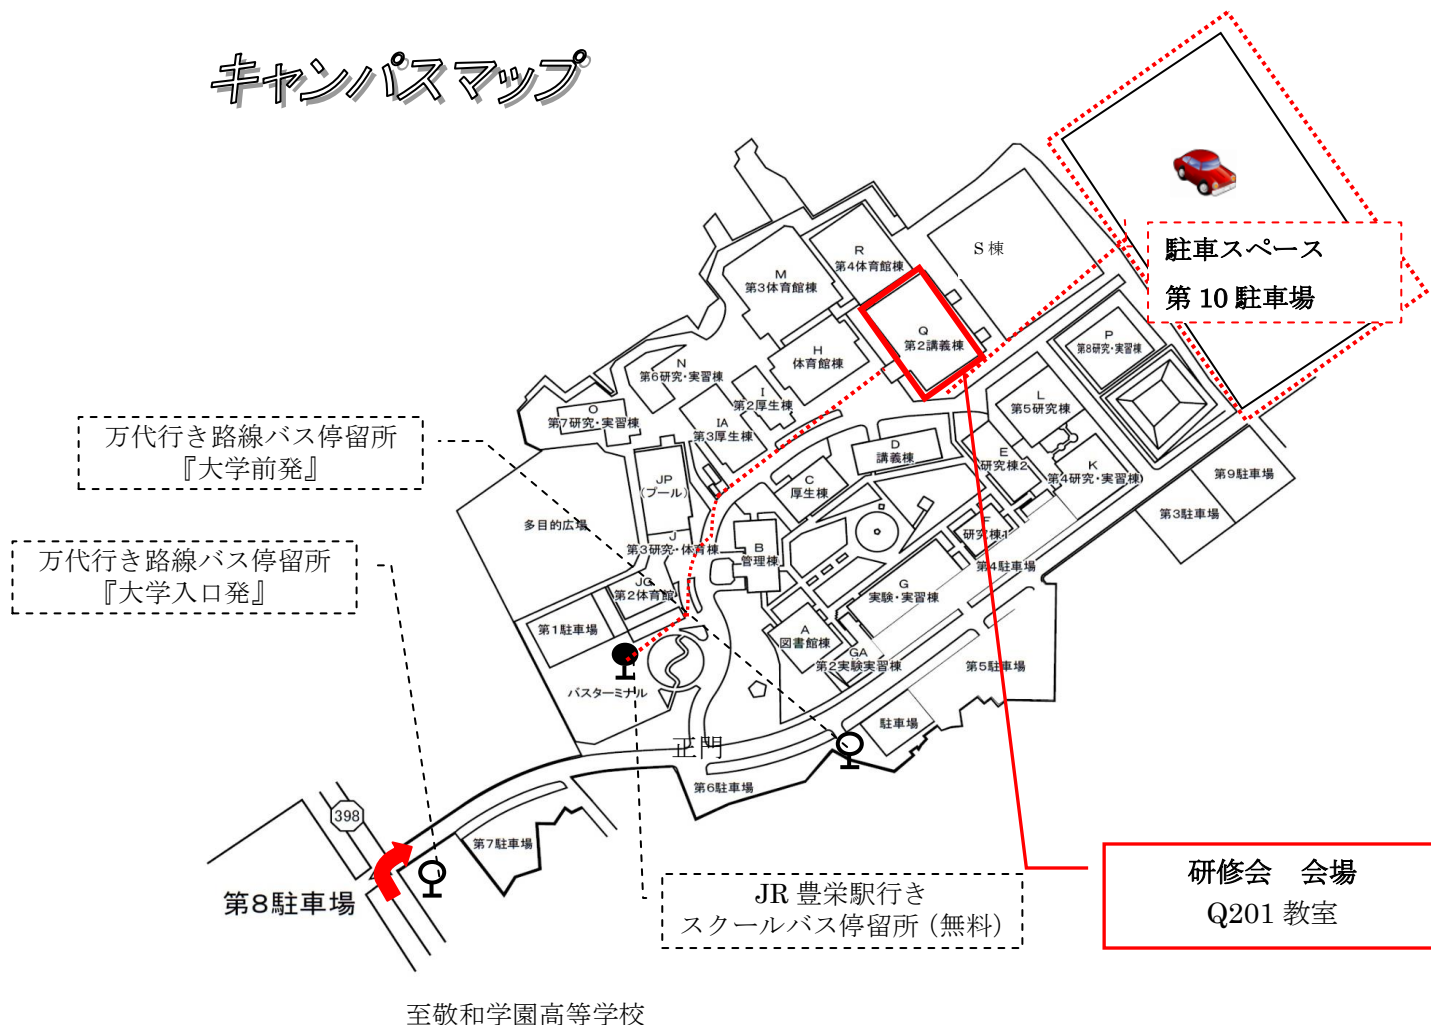 キャンパスマップ
駐車スペース
第10駐車場
S棟
R
第4体育館棟
M
第3体育館棟
Q
第2講義棟
P
第8研究・実習棟
H
体育館棟
N
第6研究・実習棟
I
第2厚生棟
L
第5研究棟
O
第7研究・実習棟
IA
第3厚生棟
万代行き路線バス停留所
『大学前発』
D
講義棟
E
研究棟2
K
第4研究・実習棟
第9駐車場
JP
(プール)
C
厚生棟
第3駐車場
多目的広場
F
研究棟1
J
第3研究・体育棟
B
管理棟
第4駐車場
万代行き路線バス停留所
『大学入口発』
JG
第2体育館
G
実験・実習棟
第1駐車場
A
図書館棟
GA
第2実験実習棟
第5駐車場
バスターミナル
駐車場
正門
第6駐車場
398
第7駐車場
第8駐車場
JR 豊栄駅行き
スクールバス停留所（無料）
研修会　会場
Q201 教室
至敬和学園高等学校